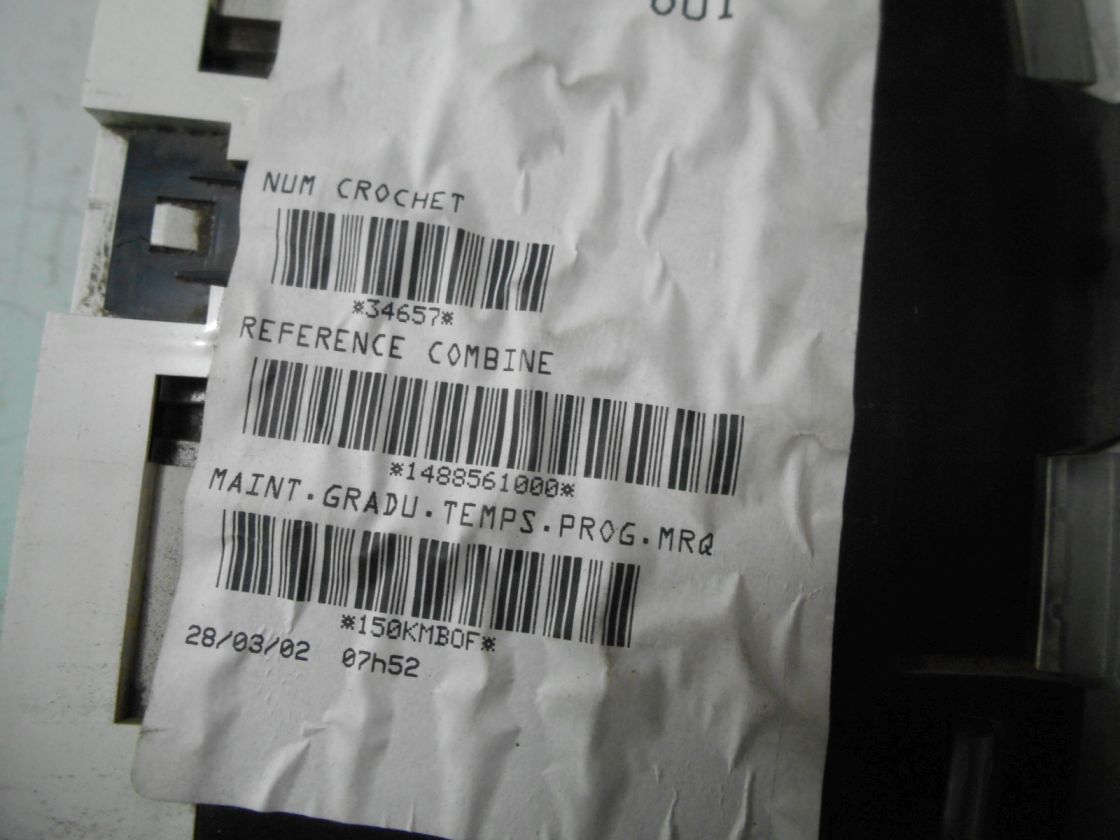 NUM CROCHET
*34657*
REFERENCE COMBINE
*1488561000*
MAINT.GRADU.TEMPS.PROG.MRQ
*150KMBOF*
28/03/02 07h52